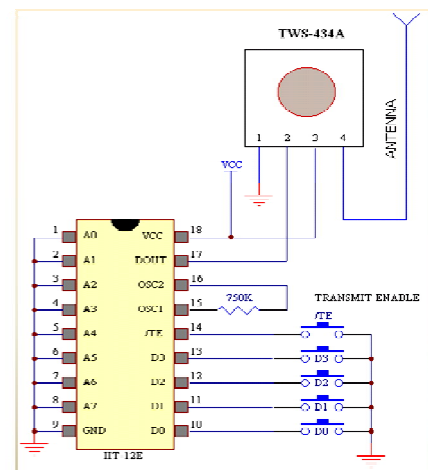 TWS-434A
1 2 3 4
ANTENNA
VCC
1 A0 VCC 18
2 A1 DOUT 17
3 A2 OSC2 16
4 A3 OSC1 15
750K
5 A4 /TE 14
6 A5 D3 13
7 A6 D2 12
8 A7 D1 11
9 GND D0 10
TRANSMIT ENABLE
/TE
D3
D2
D1
D0
HT-12E